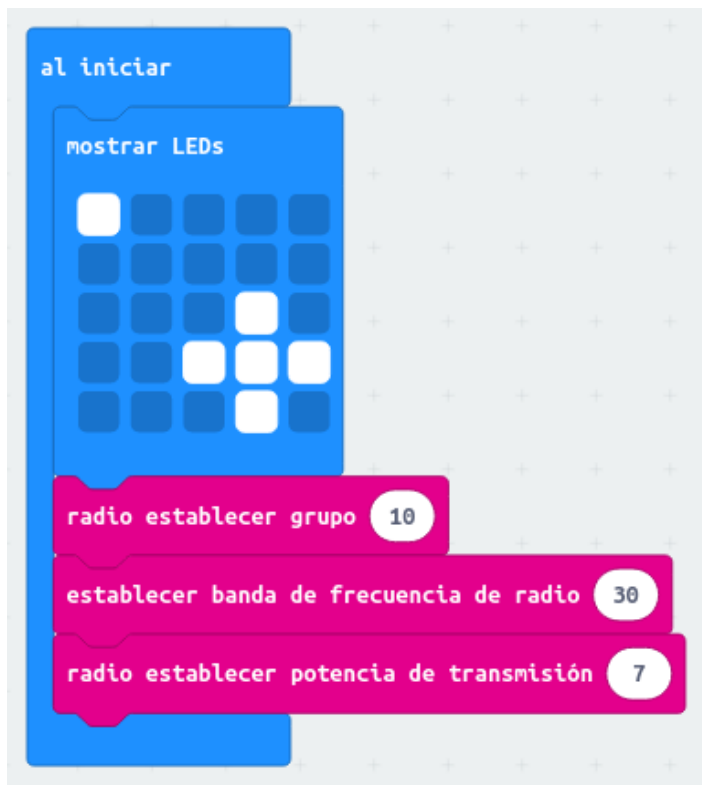 al iniciar
mostrar LEDs
radio establecer grupo 10
establecer banda de frecuencia de radio 30
radio establecer potencia de transmisión 7